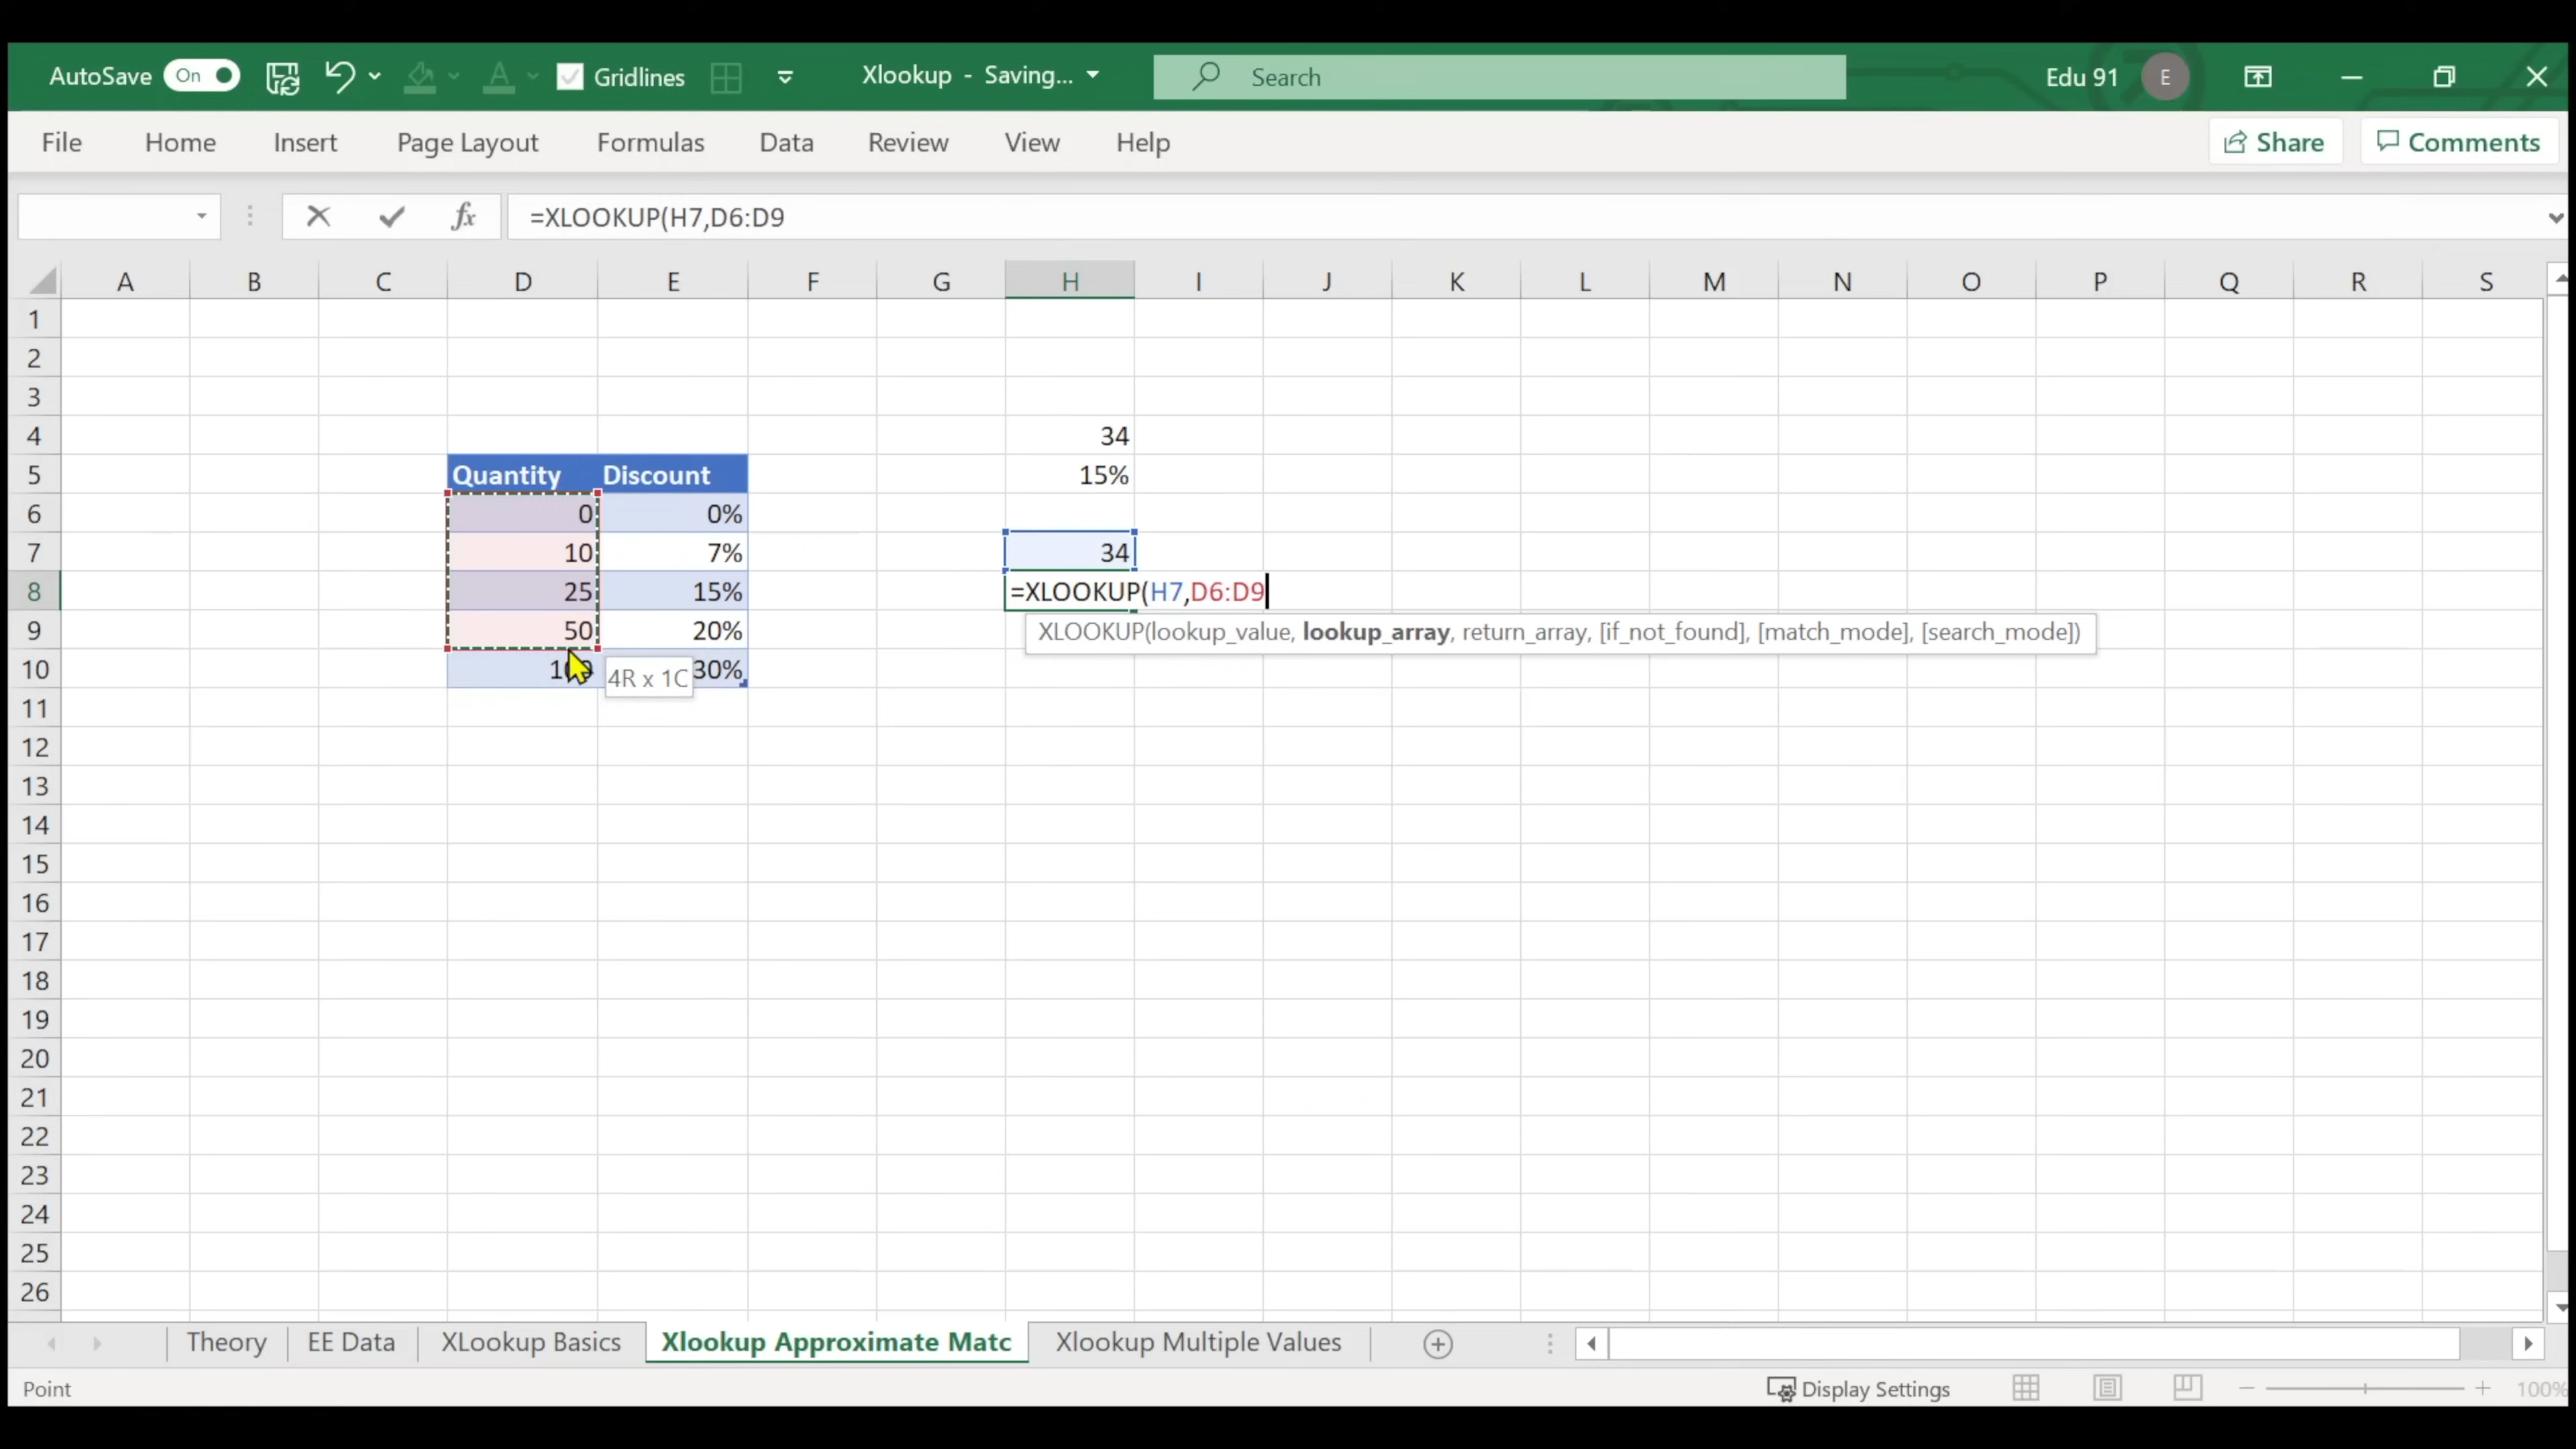 AutoSave On Gridlines Xlookup - Saving... Search Edu 91 E
File Home Insert Page Layout Formulas Data Review View Help Share Comments
fx =XLOOKUP(H7,D6:D9
A B C D E F G H I J K L M N O P Q R S
1
2
3
4 34
5 Quantity Discount 15%
6 0 0%
7 10 7% 34
8 25 15% =XLOOKUP(H7,D6:D9
9 50 20% XLOOKUP(lookup_value, lookup_array, return_array, [if_not_found], [match_mode], [search_mode])
10 30%
4R x 1C
11
12
13
14
15
16
17
18
19
20
21
22
23
24
25
26
Theory EE Data XLookup Basics Xlookup Approximate Matc Xlookup Multiple Values
Point Display Settings 100%